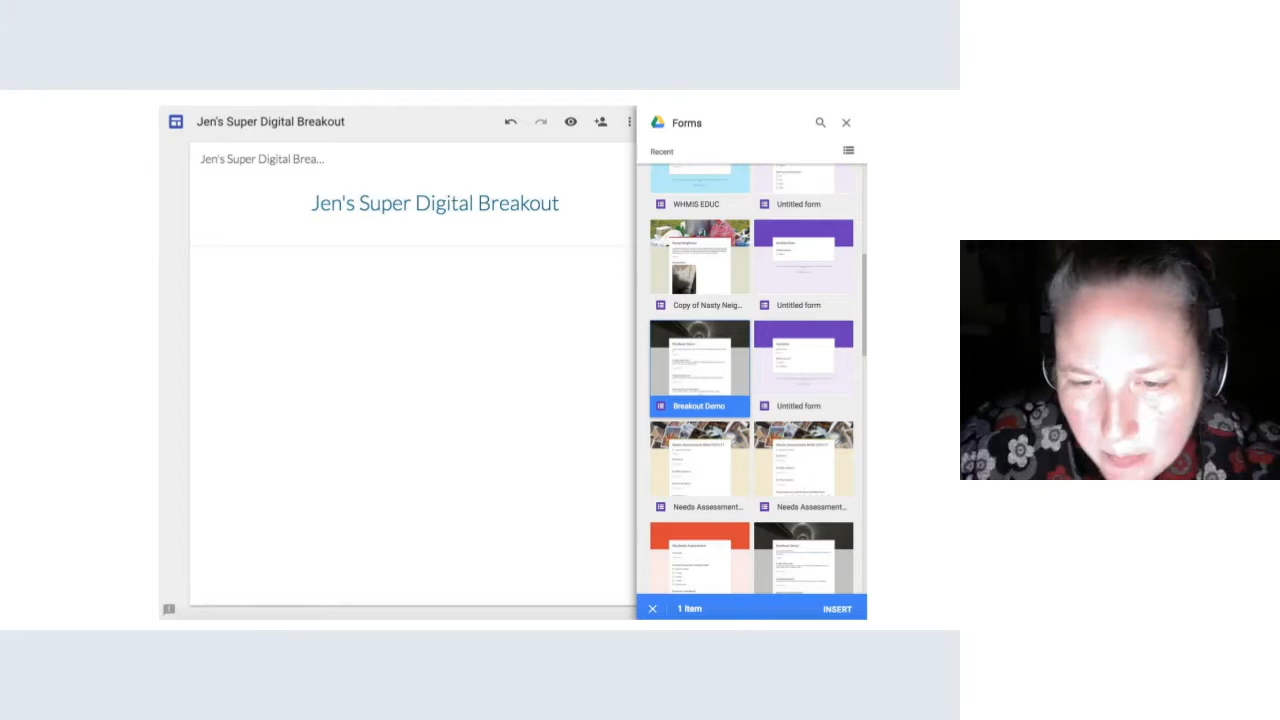 Jen's Super Digital Breakout
Jen's Super Digital Brea...
Jen's Super Digital Breakout
Forms
Recent
WHMIS EDUC
Untitled form
Copy of Nasty Neig...
Untitled form
Breakout Demo
Untitled form
Needs Assessment...
Needs Assessment...
1 item
INSERT